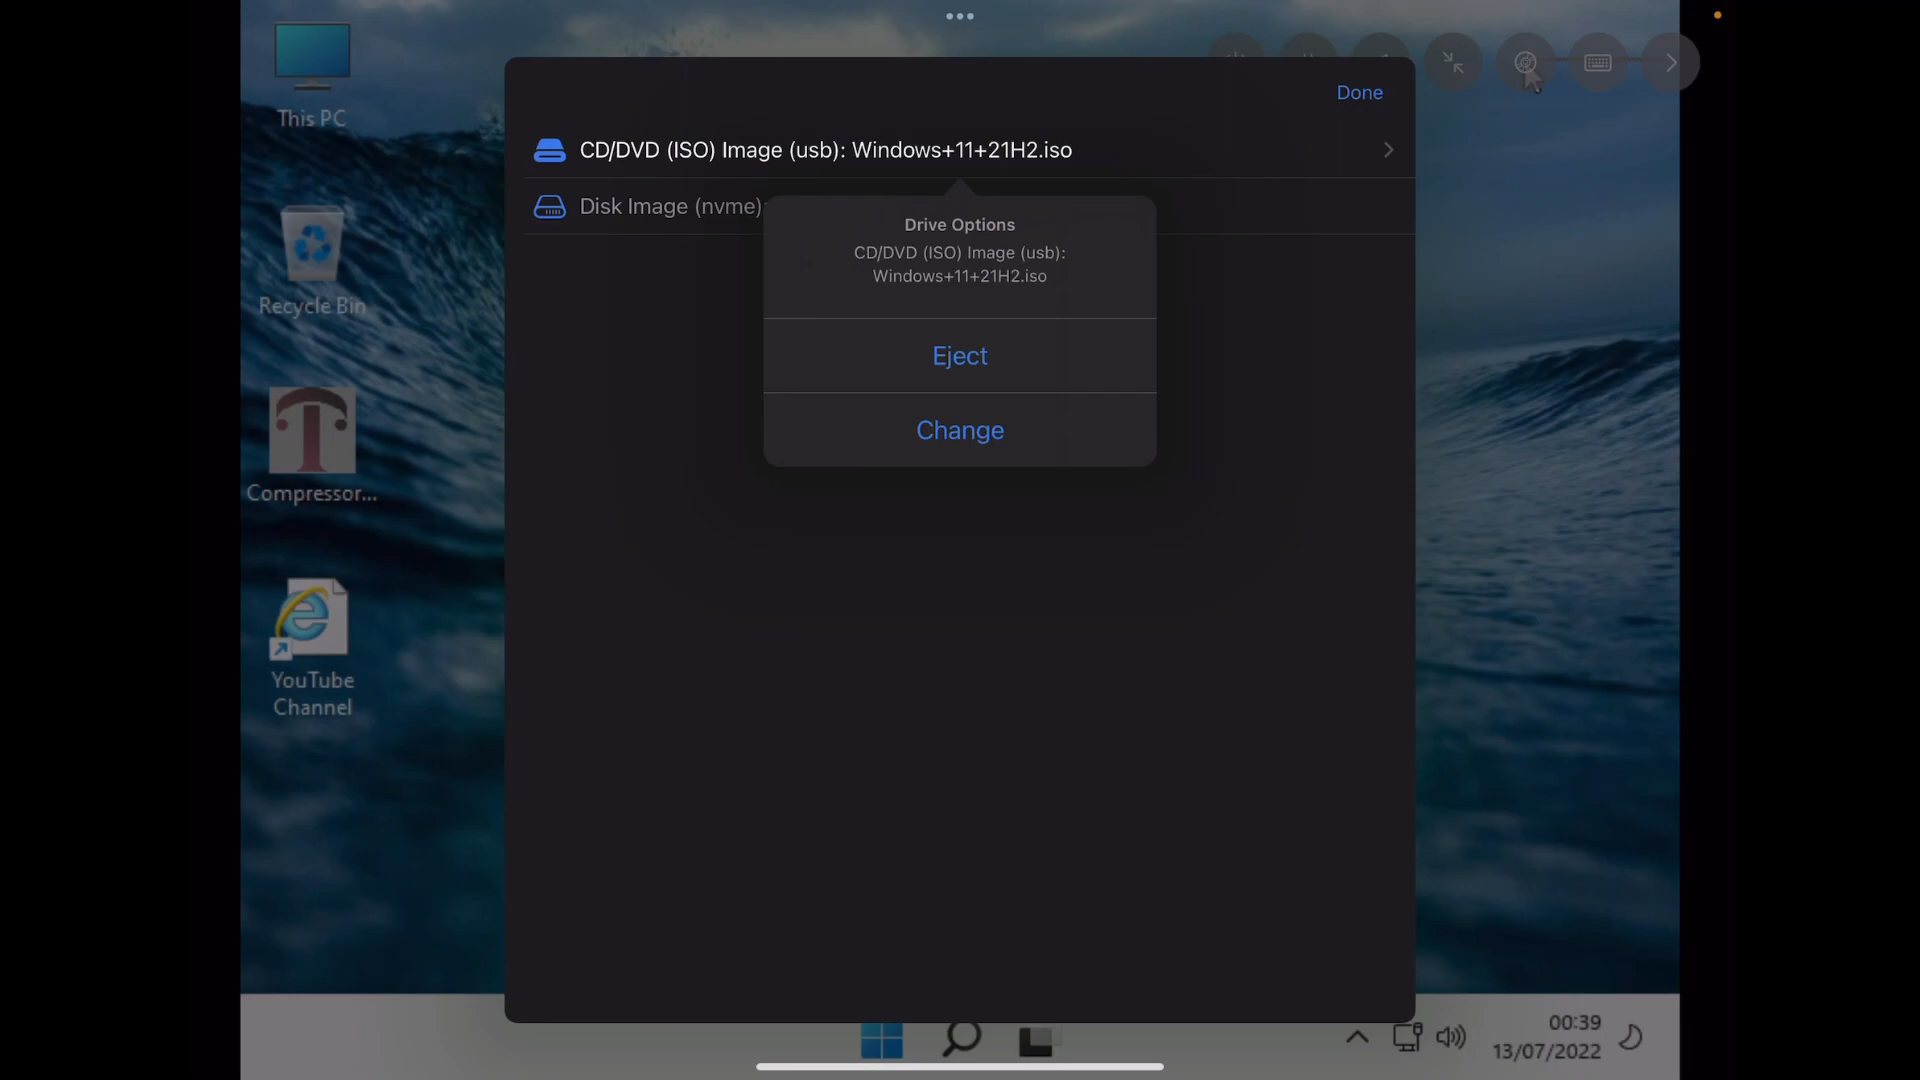 This PC
Recycle Bin
Compressor...
YouTube
Channel
Done
CD/DVD (ISO) Image (usb): Windows+11+21H2.iso
Disk Image (nvme):
Drive Options
CD/DVD (ISO) Image (usb):
Windows+11+21H2.iso
Eject
Change
00:39
13/07/2022